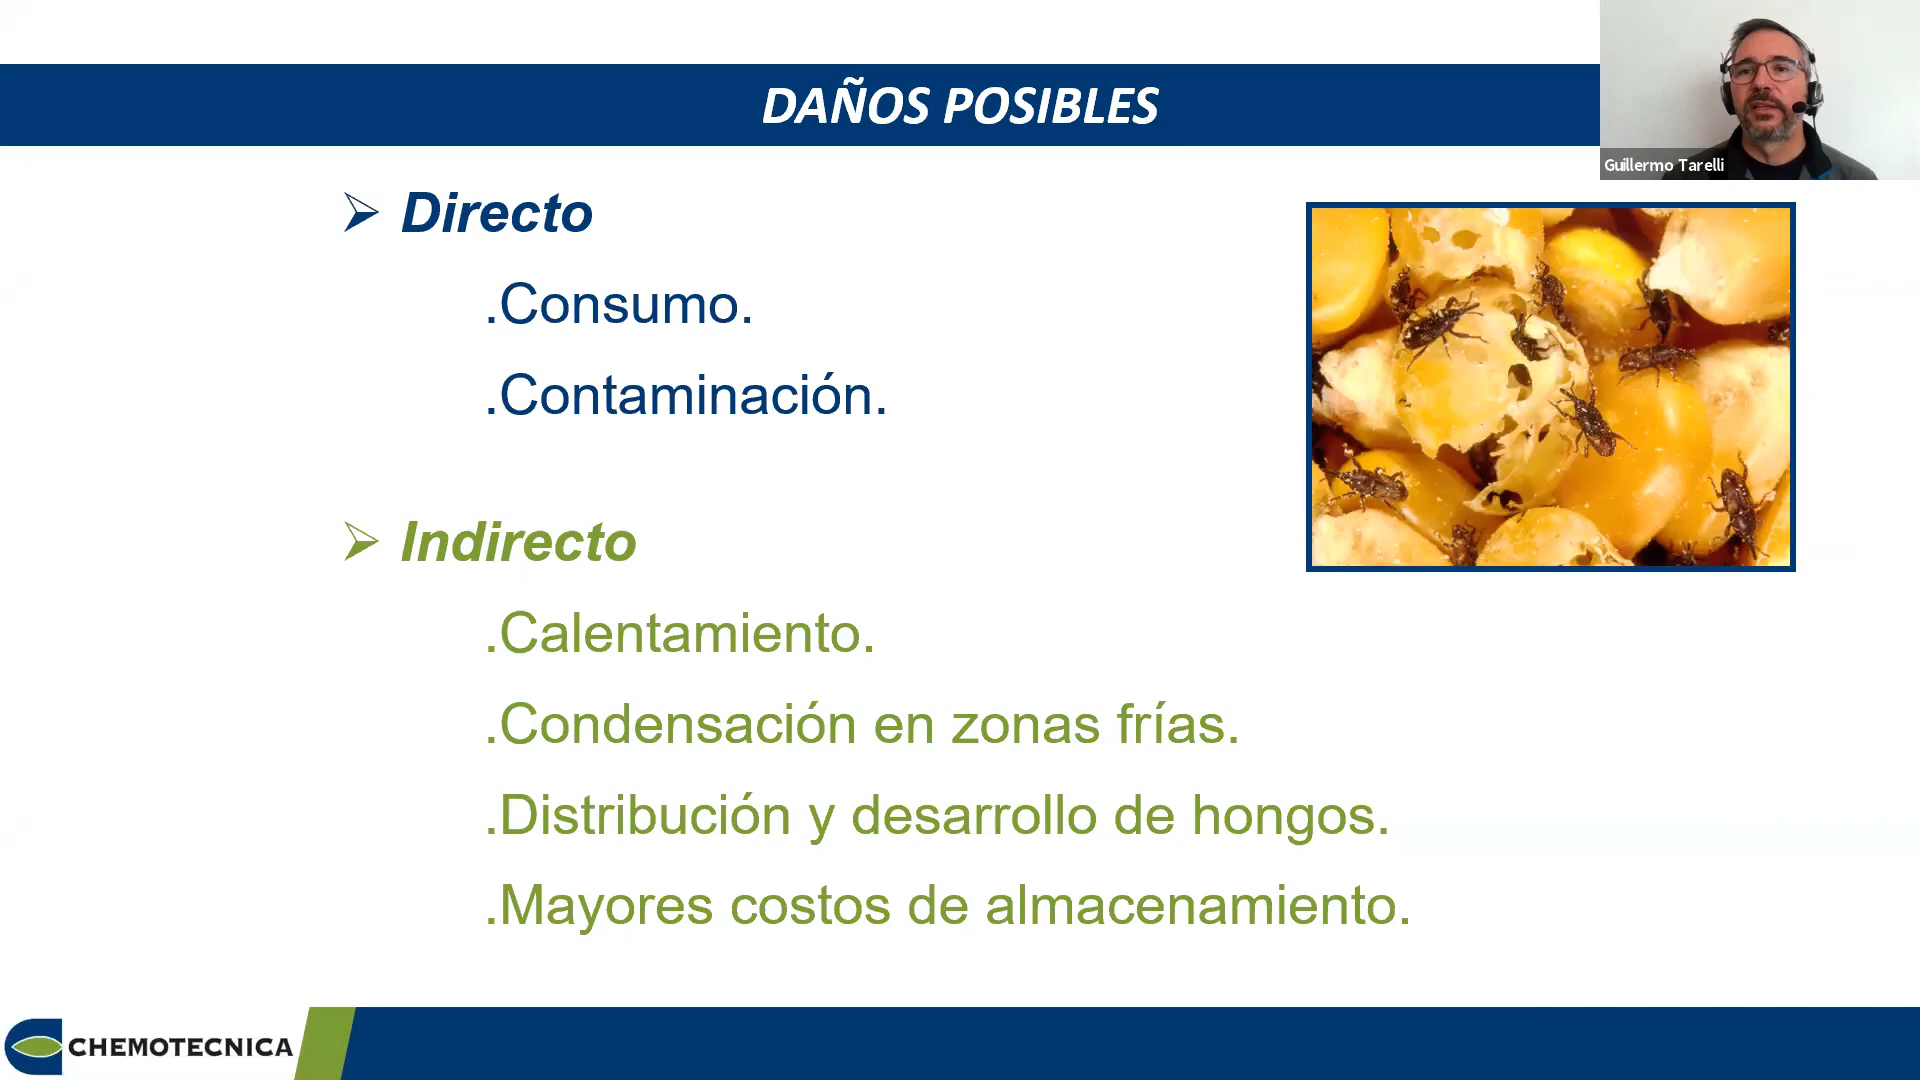 DAÑOS POSIBLES
Guillermo Tarelli
Directo
.Consumo.
.Contaminación.
Indirecto
.Calentamiento.
.Condensación en zonas frías.
.Distribución y desarrollo de hongos.
.Mayores costos de almacenamiento.
CHEMOTECNICA